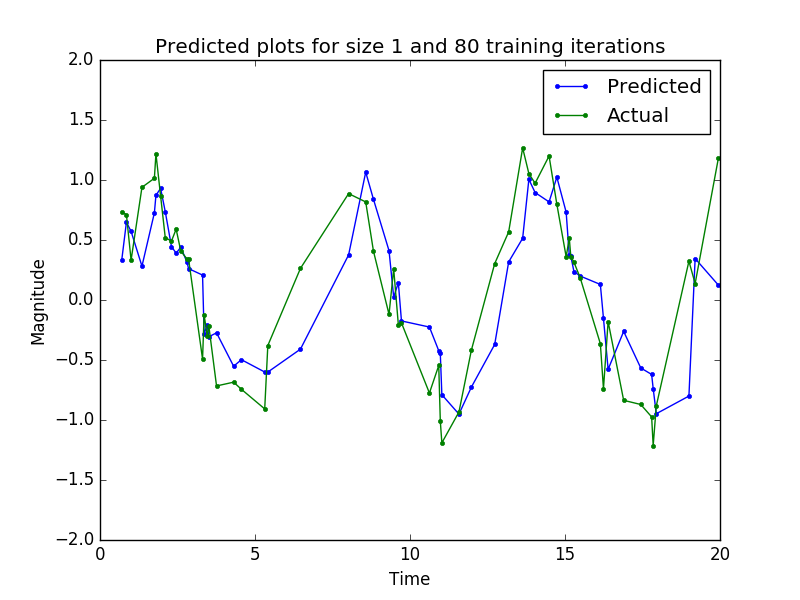 Predicted plots for size 1 and 80 training iterations
2.0
1.5
1.0
0.5
0.0
−0.5
−1.0
−1.5
−2.0
Magnitude
Predicted
Actual
0 5 10 15 20
Time